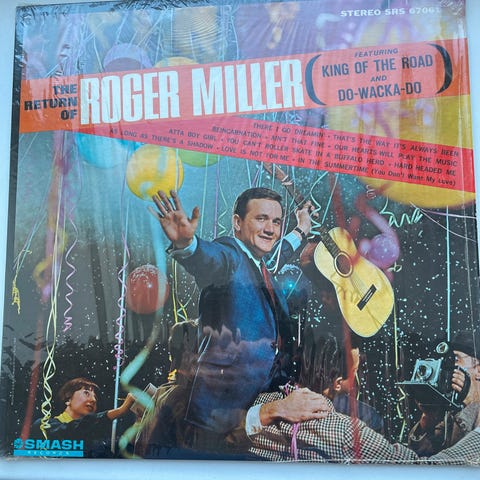 STEREO SRS 67061
THE
RETURN
OF
ROGER MILLER
FEATURING
KING OF THE ROAD
AND
DO-WACKA-DO
THERE I GO DREAMIN' • THAT'S THE WAY IT'S ALWAYS BEEN
ATTA BOY GIRL • REINCARNATION • AIN'T THAT FINE • OUR HEARTS WILL PLAY THE MUSIC
AS LONG AS THERE'S A SHADOW • YOU CAN'T ROLLER SKATE IN A BUFFALO HERD • HARD HEADED ME
LOVE IS NOT FOR ME • IN THE SUMMERTIME (You Don't Want My Love)
SMASH
RECORDS